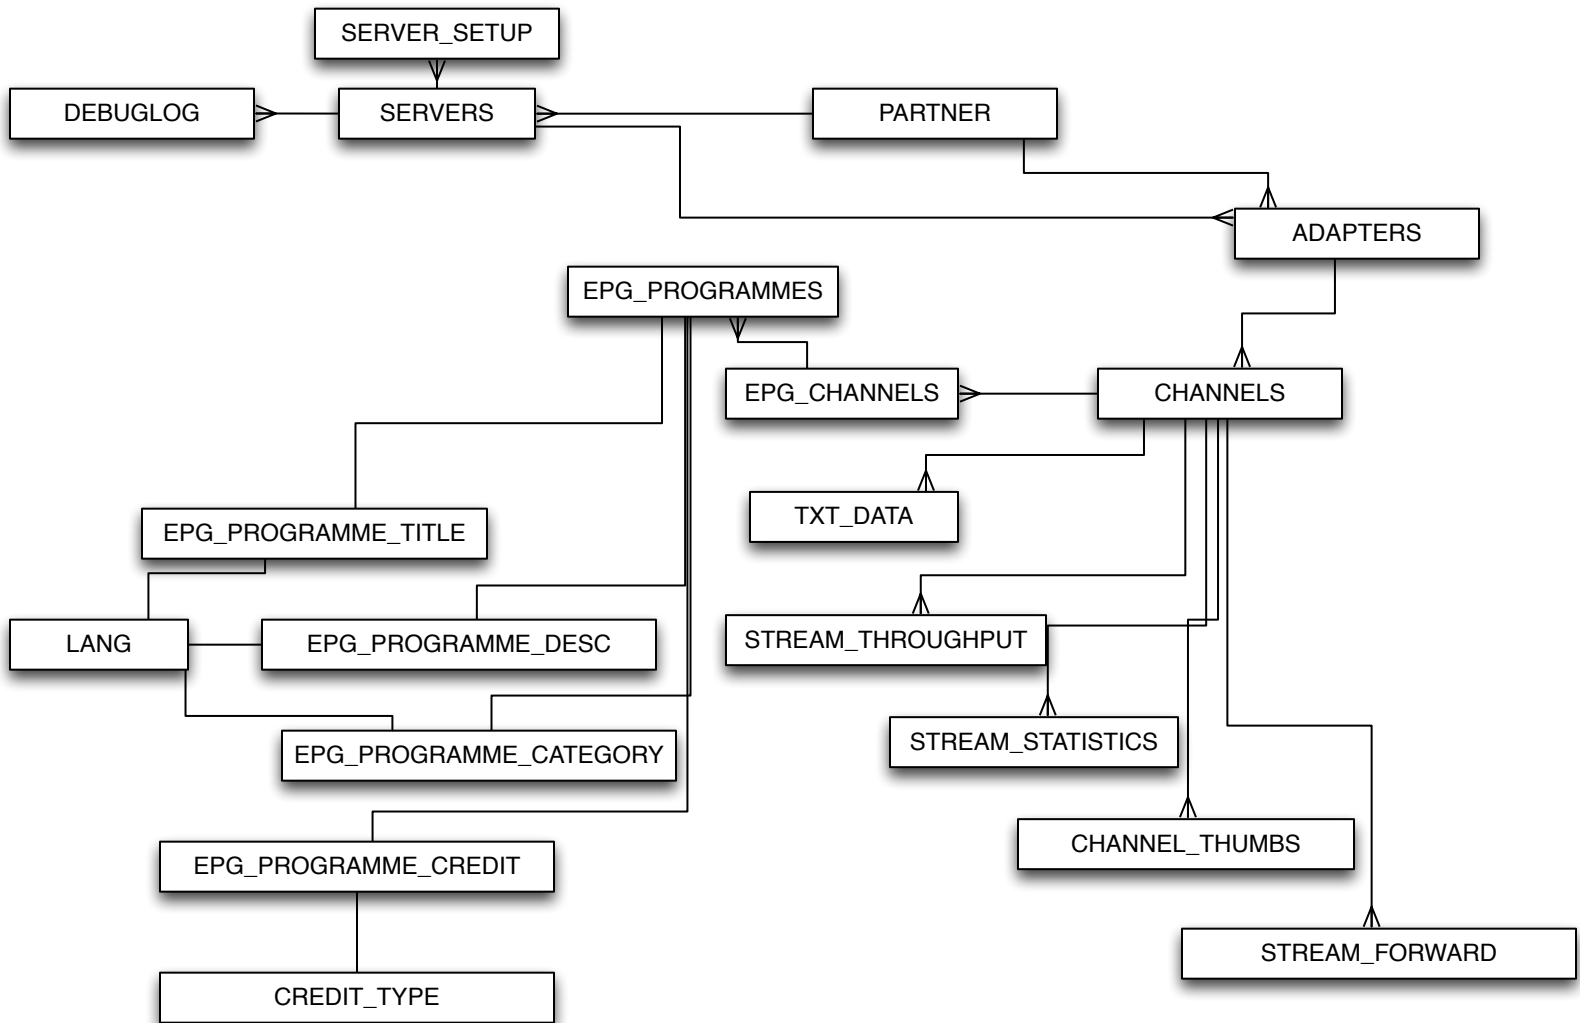 SERVER_SETUP
DEBUGLOG
SERVERS
PARTNER
ADAPTERS
EPG_PROGRAMMES
EPG_CHANNELS
CHANNELS
TXT_DATA
EPG_PROGRAMME_TITLE
LANG
EPG_PROGRAMME_DESC
STREAM_THROUGHPUT
STREAM_STATISTICS
EPG_PROGRAMME_CATEGORY
CHANNEL_THUMBS
EPG_PROGRAMME_CREDIT
STREAM_FORWARD
CREDIT_TYPE